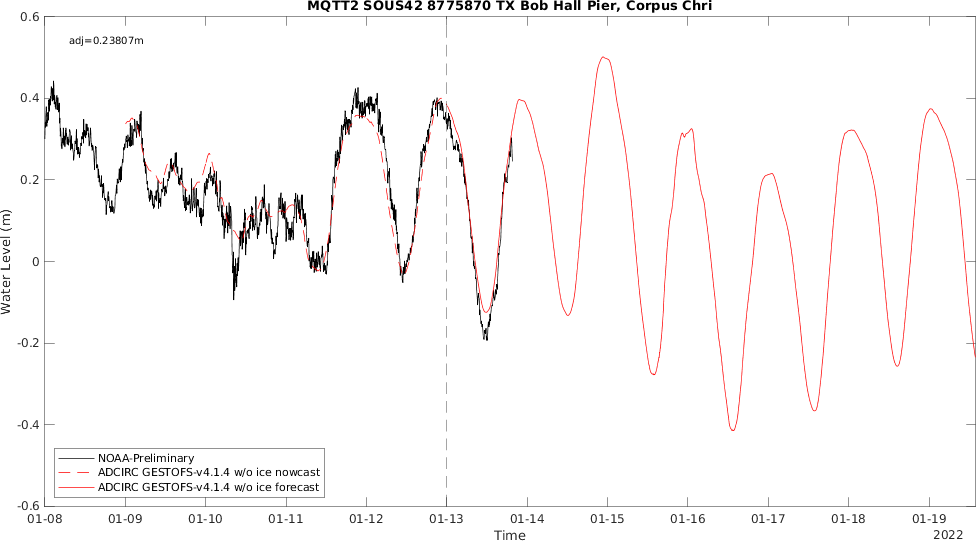 MQTT2 SOUS42 8775870 TX Bob Hall Pier, Corpus Chri
adj=0.23807m
0.6
0.4
0.2
0
-0.2
-0.4
-0.6
Water Level (m)
NOAA-Preliminary
ADCIRC GESTOFS-v4.1.4 w/o ice nowcast
ADCIRC GESTOFS-v4.1.4 w/o ice forecast
01-08 01-09 01-10 01-11 01-12 01-13 01-14 01-15 01-16 01-17 01-18 01-19
Time
2022